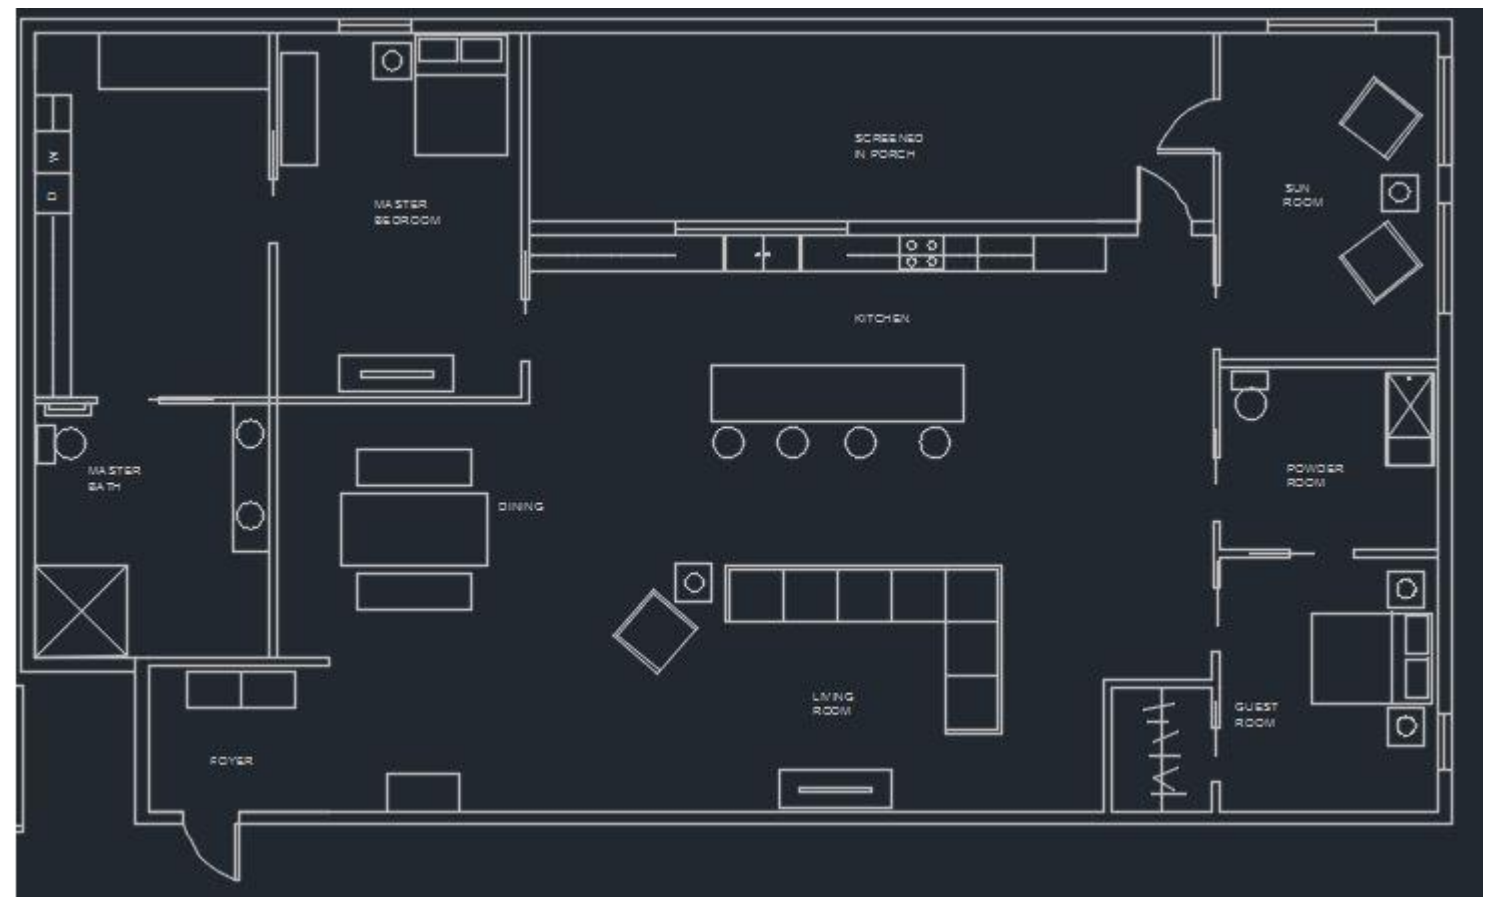 SCREENED
IN PORCH
W
D
SUN
ROOM
MASTER
BEDROOM
KITCHEN
MASTER
BATH
POWDER
ROOM
DINING
LIVING
ROOM
GUEST
ROOM
FOYER